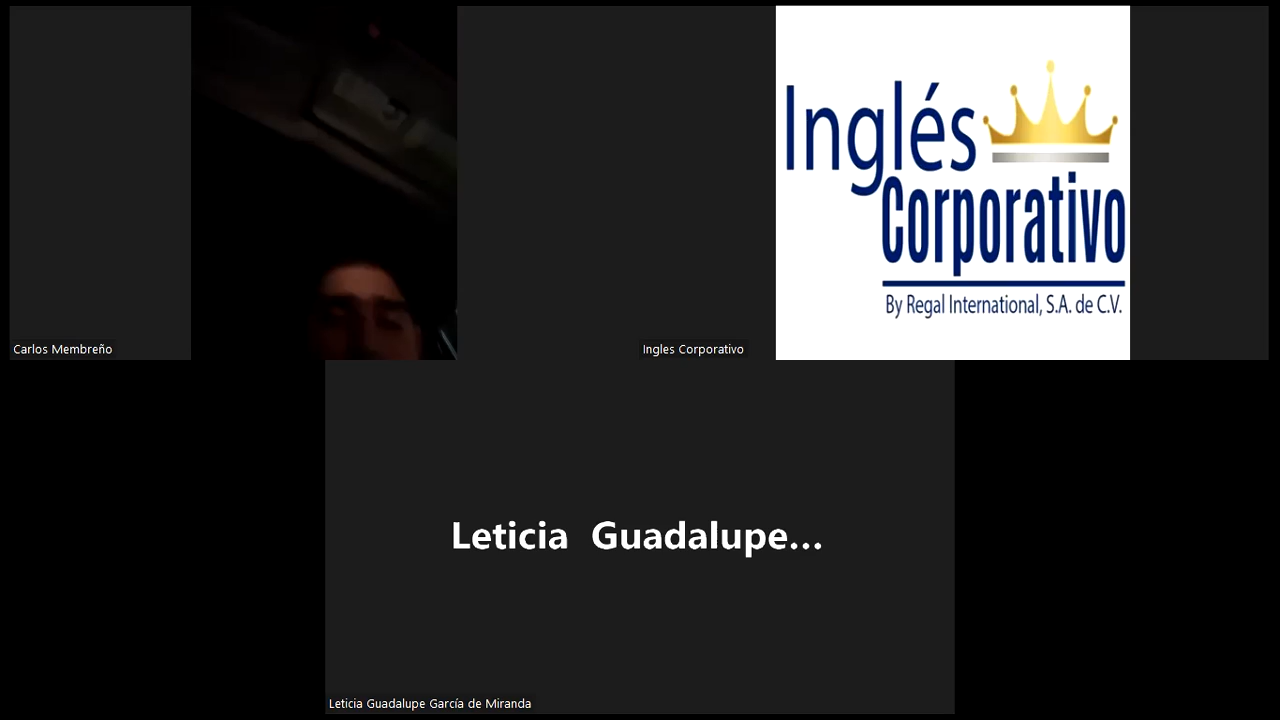 Inglés
Corporativo
By Regal International, S.A. de C.V.
Carlos Membreño
Ingles Corporativo
Leticia Guadalupe...
Leticia Guadalupe García de Miranda